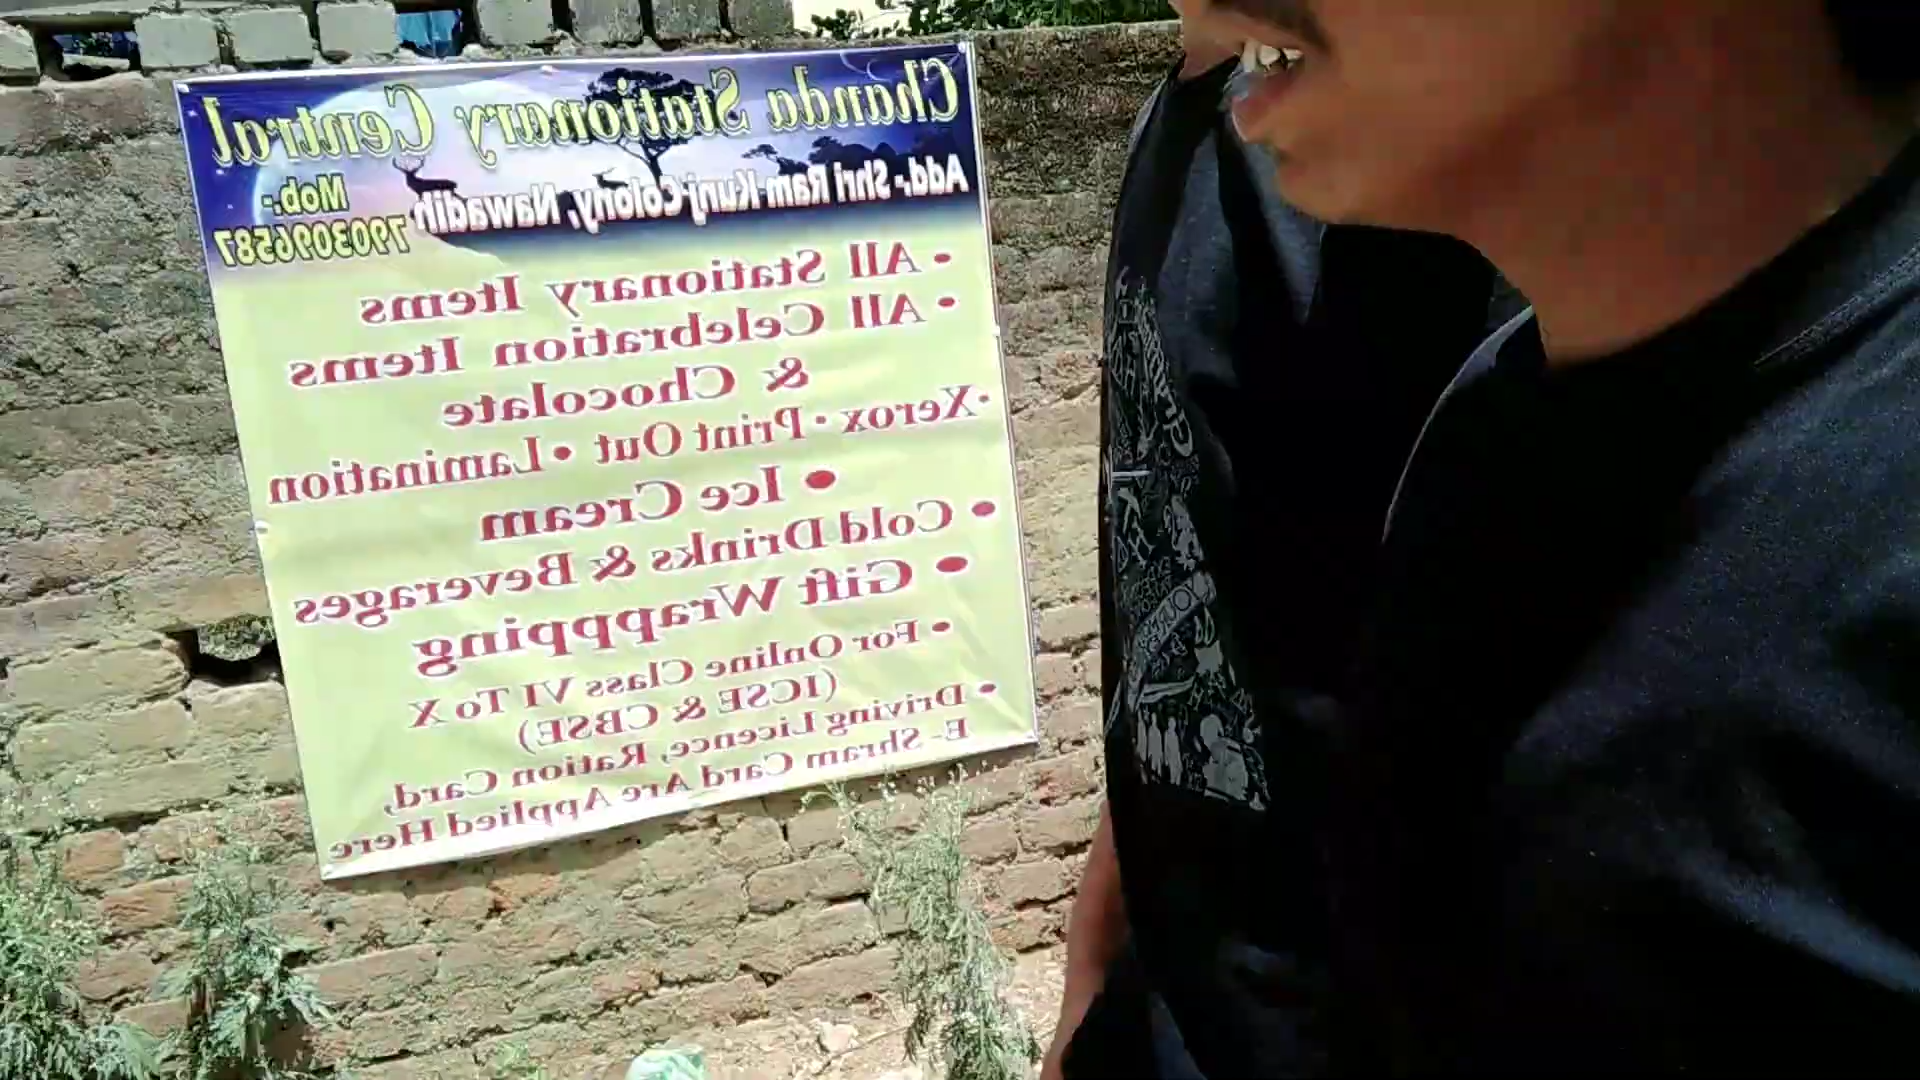 Chanda Stationary Central
Add:- Shri Ram Kunj Colony, Nawadih
Mob.:-
7903096587
• All Stationary Items
• All Celebration Items
& Chocolate
• Xerox • Print Out • Lamination
• Ice Cream
• Cold Drinks & Beverages
• Gift Wrappping
• For Online Class VI To X
(ICSE & CBSE)
• Driving Licence, Ration Card,
E-Shram Card Are Applied Here